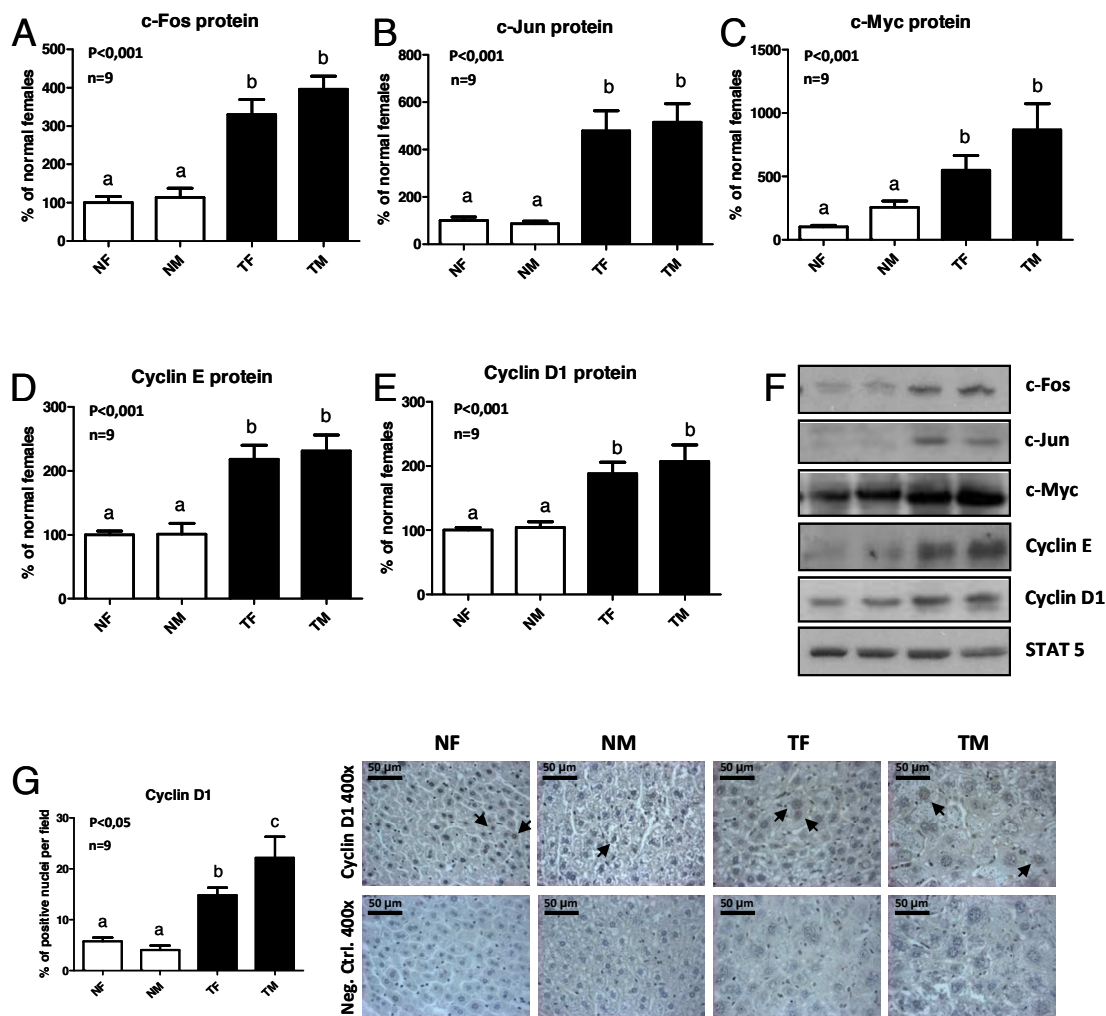 A
c-Fos protein
P<0,001
n=9
% of normal females
500
400
300
200
100
0
a
a
b
b
NF
NM
TF
TM
B
c-Jun protein
P<0,001
n=9
% of normal females
800
600
400
200
0
a
a
b
b
NF
NM
TF
TM
C
c-Myc protein
P<0,001
n=9
% of normal females
1500
1000
500
0
a
a
b
b
NF
NM
TF
TM
D
Cyclin E protein
P<0,001
n=9
% of normal females
300
200
100
0
a
a
b
b
NF
NM
TF
TM
E
Cyclin D1 protein
P<0,001
n=9
% of normal females
300
200
100
0
a
a
b
b
NF
NM
TF
TM
F
c-Fos
c-Jun
c-Myc
Cyclin E
Cyclin D1
STAT 5
G
Cyclin D1
P<0,05
n=9
% of positive nuclei per field
30
20
10
0
a
a
b
c
NF
NM
TF
TM
NF
NM
TF
TM
Cyclin D1 400x
50 µm
50 µm
50 µm
50 µm
Neg. Ctrl. 400x
50 µm
50 µm
50 µm
50 µm